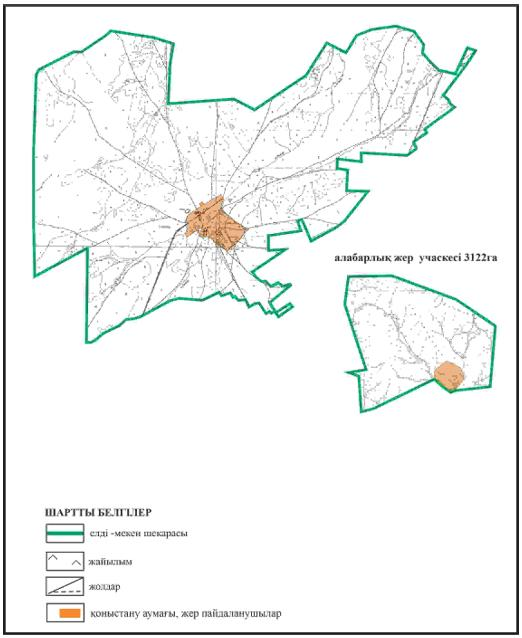 алабарлық жер учаскесі 3122га
ШАРТТЫ БЕЛГІЛЕР
елді -мекен шекарасы
жайылым
жолдар
қоныстану аумағы, жер пайдаланушылар